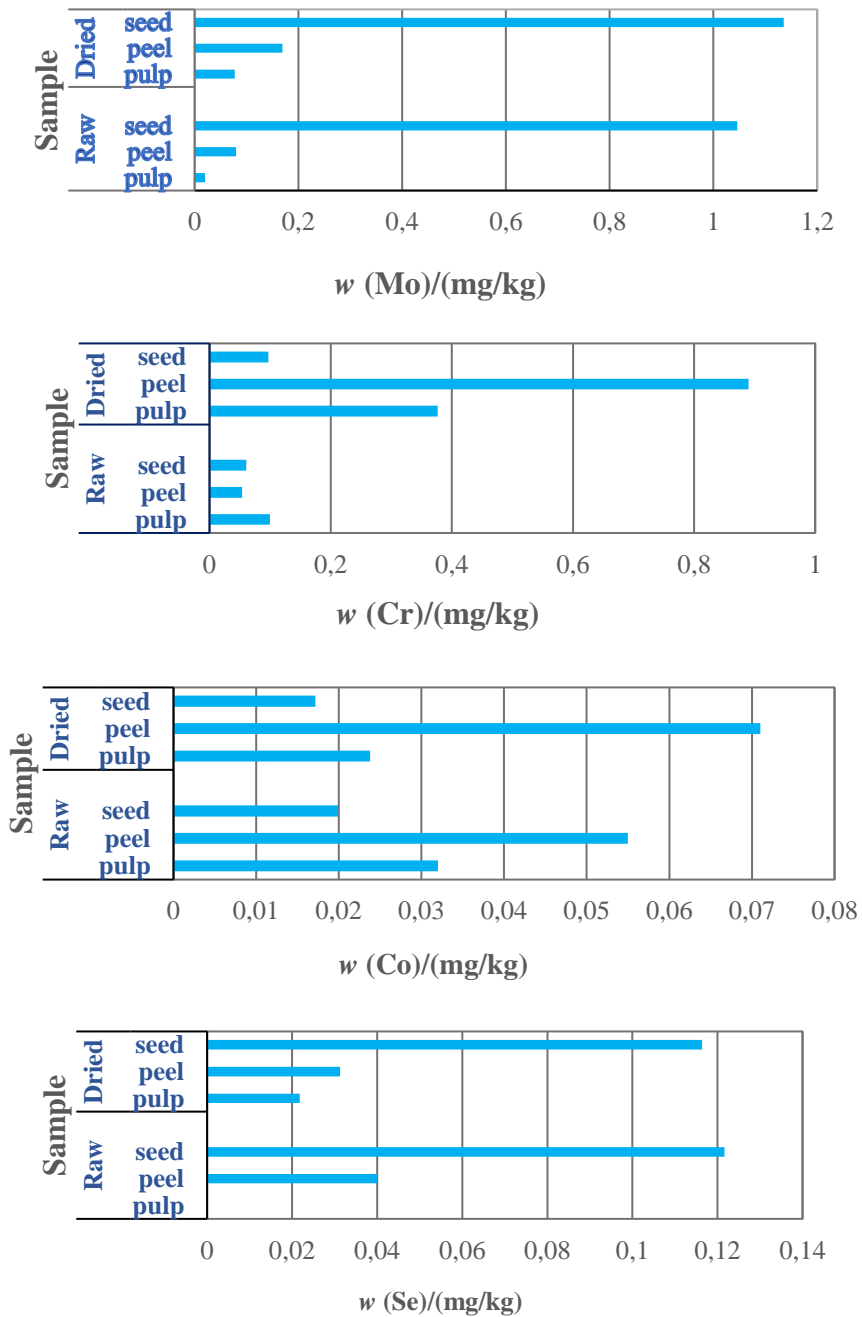 Sample
Dried
seed
peel
pulp
Raw
seed
peel
pulp
0 0,2 0,4 0,6 0,8 1 1,2
w (Mo)/(mg/kg)
Sample
Dried
seed
peel
pulp
Raw
seed
peel
pulp
0 0,2 0,4 0,6 0,8 1
w (Cr)/(mg/kg)
Sample
Dried
seed
peel
pulp
Raw
seed
peel
pulp
0 0,01 0,02 0,03 0,04 0,05 0,06 0,07 0,08
w (Co)/(mg/kg)
Sample
Dried
seed
peel
pulp
Raw
seed
peel
pulp
0 0,02 0,04 0,06 0,08 0,1 0,12 0,14
w (Se)/(mg/kg)